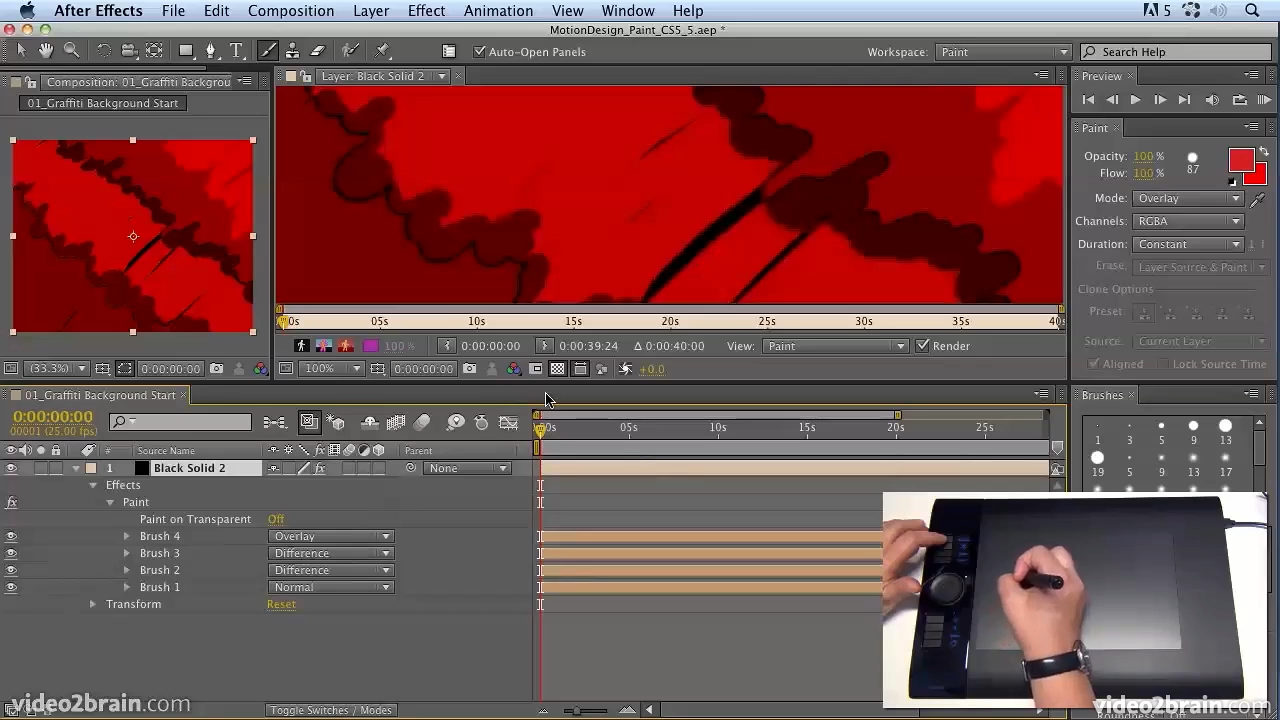 After Effects File Edit Composition Layer Effect Animation View Window Help 5
MotionDesign_Paint_CS5_5.aep *
Auto-Open Panels Workspace: Paint Search Help
Composition: 01_Graffiti Backgrou Layer: Black Solid 2 Preview
01_Graffiti Background Start
Paint
Opacity: 100 %
Flow: 100 % 87
Mode: Overlay
Channels: RGBA
Duration: Constant
Erase: Layer Source & Paint
Clone Options
Preset:
0s 05s 10s 15s 20s 25s 30s 35s 40s
100 % 0:00:00:00 0:00:39:24 Δ 0:00:40:00 View: Paint Render
Source: Current Layer
Aligned Lock Source Time
(33.3%) 0:00:00:00 100% 0:00:00:00 +0.0
01_Graffiti Background Start Brushes
0:00:00:00
00001 (25.00 fps)
00s 05s 10s 15s 20s 25s
1 3 5 9 13
# Source Name Parent
1 Black Solid 2 None
19 5 9 13 17
Effects
Paint
Paint on Transparent Off
Brush 4 Overlay
Brush 3 Difference
Brush 2 Difference
Brush 1 Normal
Transform Reset
video2brain.com video2brain.com
Toggle Switches / Modes